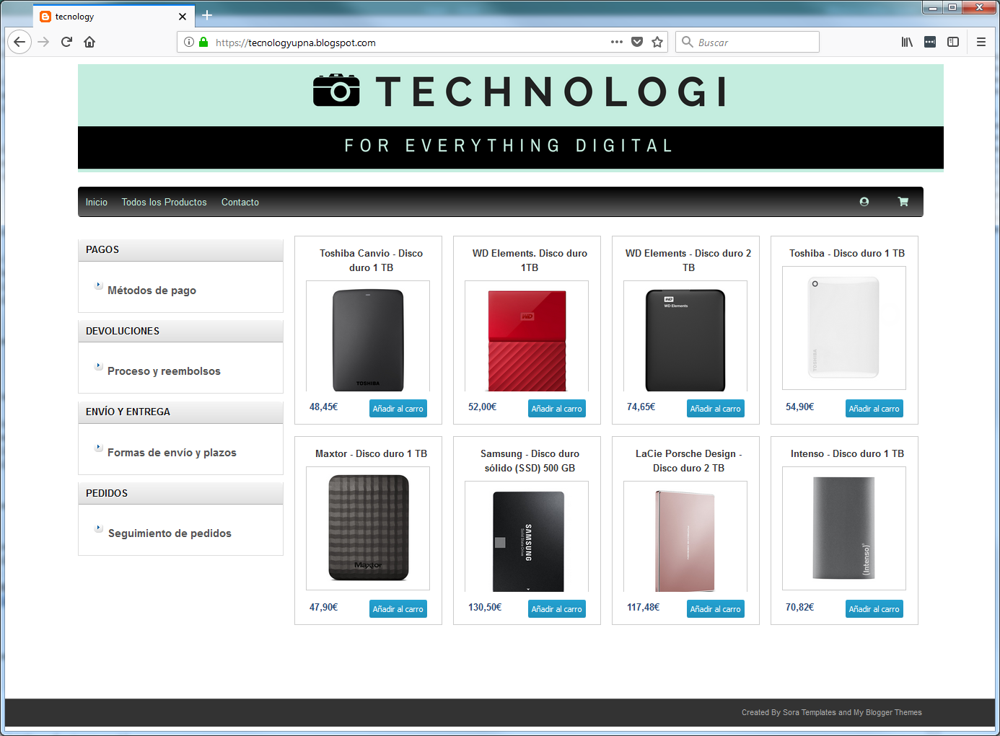 tecnology
https://tecnologyupna.blogspot.com
Buscar
TECHNOLOGI
FOR EVERYTHING DIGITAL
Inicio
Todos los Productos
Contacto
PAGOS
Métodos de pago
DEVOLUCIONES
Proceso y reembolsos
ENVÍO Y ENTREGA
Formas de envío y plazos
PEDIDOS
Seguimiento de pedidos
Toshiba Canvio - Disco
duro 1 TB
TOSHIBA
48,45€
Añadir al carro
WD Elements. Disco duro
1TB
WD
52,00€
Añadir al carro
WD Elements - Disco duro 2
TB
WD
WD Elements
74,65€
Añadir al carro
Toshiba - Disco duro 1 TB
TOSHIBA
54,90€
Añadir al carro
Maxtor - Disco duro 1 TB
Maxtor
47,90€
Añadir al carro
Samsung - Disco duro
sólido (SSD) 500 GB
SAMSUNG
Solid State Drive
130,50€
Añadir al carro
LaCie Porsche Design -
Disco duro 2 TB
117,48€
Añadir al carro
Intenso - Disco duro 1 TB
(Intenso)
70,82€
Añadir al carro
Created By Sora Templates and My Blogger Themes